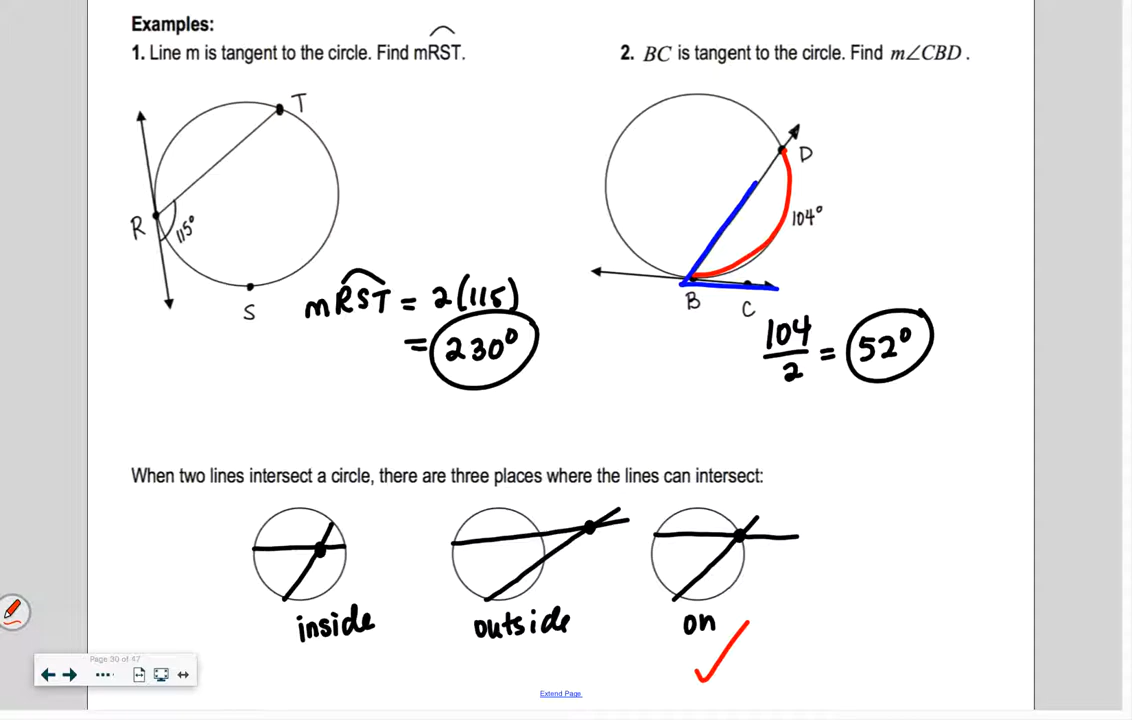 Examples:
1. Line m is tangent to the circle. Find mRST.
2. BC is tangent to the circle. Find m∠CBD.
T
R
115°
S
mRST = 2(115)
= 230°
D
104°
B
C
104/2 = 52°
When two lines intersect a circle, there are three places where the lines can intersect:
inside
outside
on
Page 30 of 47
Extend Page